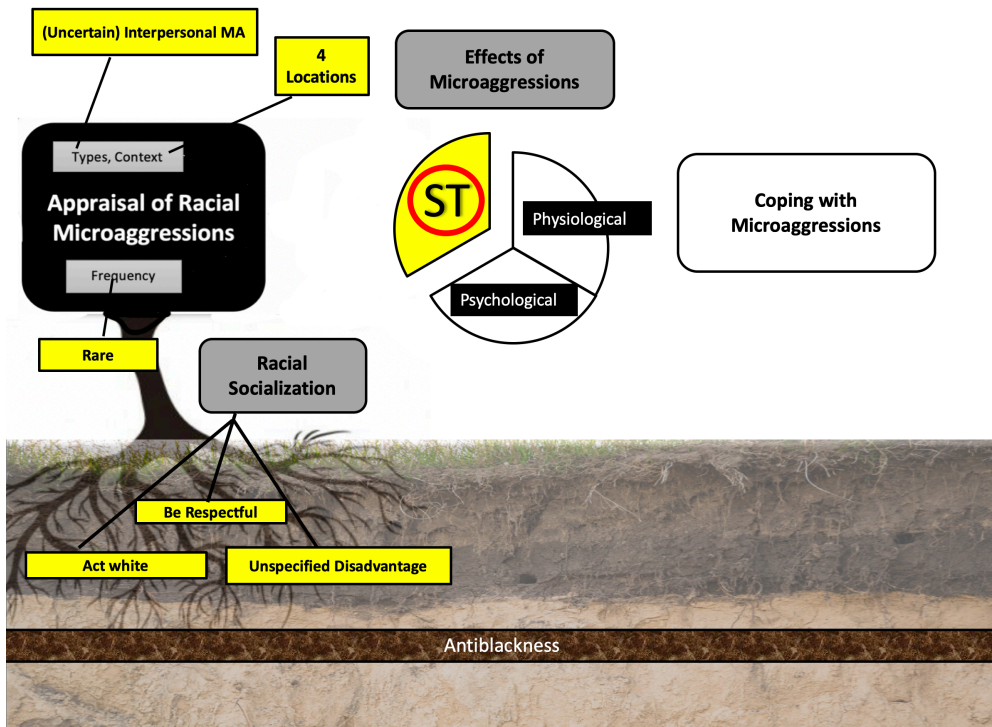 (Uncertain) Interpersonal MA
4
Locations
Effects of
Microaggressions
Types, Context
Appraisal of Racial
Microaggressions
Frequency
Rare
ST
Physiological
Psychological
Coping with
Microaggressions
Racial
Socialization
Be Respectful
Act white
Unspecified Disadvantage
Antiblackness